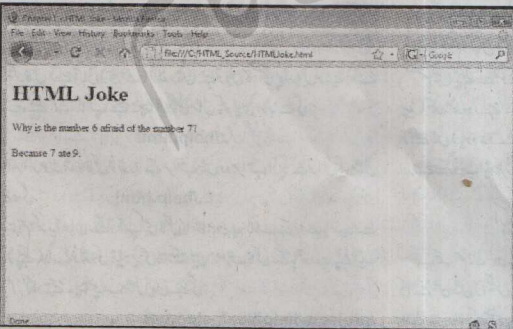 Chapter 1 - HTML Joke - Mozilla Firefox
File Edit View History Bookmarks Tools Help
file:///C:/HTML_Source/HTMLJoke.html
G Google
HTML Joke
Why is the number 6 afraid of the number 7?
Because 7 ate 9.
Done